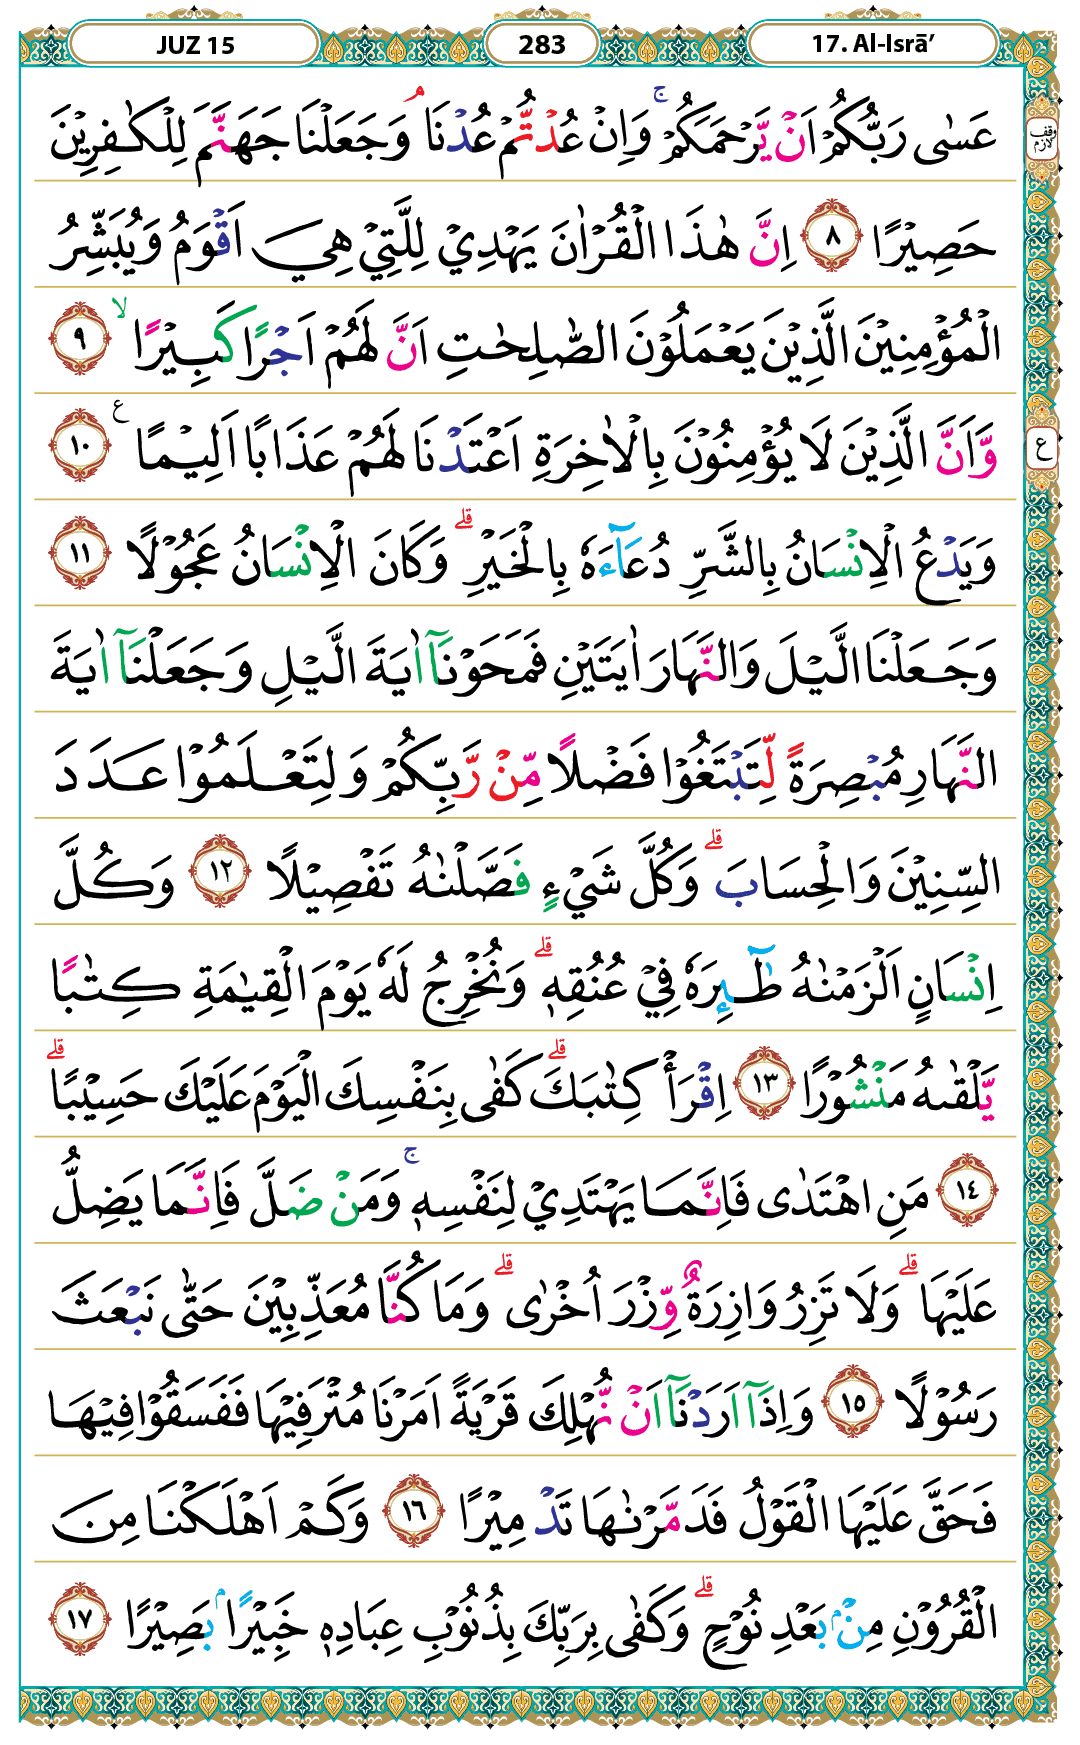 JUZ 15 283 17. Al-Isrā’
عَسٰى رَبُّكُمْ اَنْ يَّرْحَمَكُمْ ۚ وَاِنْ عُدْتُّمْ عُدْنَا ۘ وَجَعَلْنَا جَهَنَّمَ لِلْكٰفِرِيْنَ
وقف لازم
حَصِيْرًا ٨ اِنَّ هٰذَا الْقُرْاٰنَ يَهْدِيْ لِلَّتِيْ هِيَ اَقْوَمُ وَيُبَشِّرُ
الْمُؤْمِنِيْنَ الَّذِيْنَ يَعْمَلُوْنَ الصّٰلِحٰتِ اَنَّ لَهُمْ اَجْرًا كَبِيْرًا ۙ ٩
وَّاَنَّ الَّذِيْنَ لَا يُؤْمِنُوْنَ بِالْاٰخِرَةِ اَعْتَدْنَا لَهُمْ عَذَابًا اَلِيْمًا ࣖ ١٠
ع
وَيَدْعُ الْاِنْسَانُ بِالشَّرِّ دُعَاۤءَهٗ بِالْخَيْرِ ۗ وَكَانَ الْاِنْسَانُ عَجُوْلًا ١١
وَجَعَلْنَا الَّيْلَ وَالنَّهَارَ اٰيَتَيْنِ فَمَحَوْنَآ اٰيَةَ الَّيْلِ وَجَعَلْنَآ اٰيَةَ
النَّهَارِ مُبْصِرَةً لِّتَبْتَغُوْا فَضْلًا مِّنْ رَّبِّكُمْ وَلِتَعْلَمُوْا عَدَدَ
السِّنِيْنَ وَالْحِسَابَ ۗ وَكُلَّ شَيْءٍ فَصَّلْنٰهُ تَفْصِيْلًا ١٢ وَكُلَّ
اِنْسَانٍ اَلْزَمْنٰهُ طٰۤىِٕرَهٗ فِيْ عُنُقِهٖ ۗ وَنُخْرِجُ لَهٗ يَوْمَ الْقِيٰمَةِ كِتٰبًا
يَّلْقٰىهُ مَنْشُوْرًا ١٣ اِقْرَأْ كِتٰبَكَ ۗ كَفٰى بِنَفْسِكَ الْيَوْمَ عَلَيْكَ حَسِيْبًا ۗ
١٤ مَنِ اهْتَدٰى فَاِنَّمَا يَهْتَدِيْ لِنَفْسِهٖ ۚ وَمَنْ ضَلَّ فَاِنَّمَا يَضِلُّ
عَلَيْهَا ۗ وَلَا تَزِرُ وَازِرَةٌ وِّزْرَ اُخْرٰى ۗ وَمَا كُنَّا مُعَذِّبِيْنَ حَتّٰى نَبْعَثَ
رَسُوْلًا ١٥ وَاِذَآ اَرَدْنَآ اَنْ نُّهْلِكَ قَرْيَةً اَمَرْنَا مُتْرَفِيْهَا فَفَسَقُوْا فِيْهَا
فَحَقَّ عَلَيْهَا الْقَوْلُ فَدَمَّرْنٰهَا تَدْمِيْرًا ١٦ وَكَمْ اَهْلَكْنَا مِنَ
الْقُرُوْنِ مِنْۢ بَعْدِ نُوْحٍ ۗ وَكَفٰى بِرَبِّكَ بِذُنُوْبِ عِبَادِهٖ خَبِيْرًاۢ بَصِيْرًا ١٧